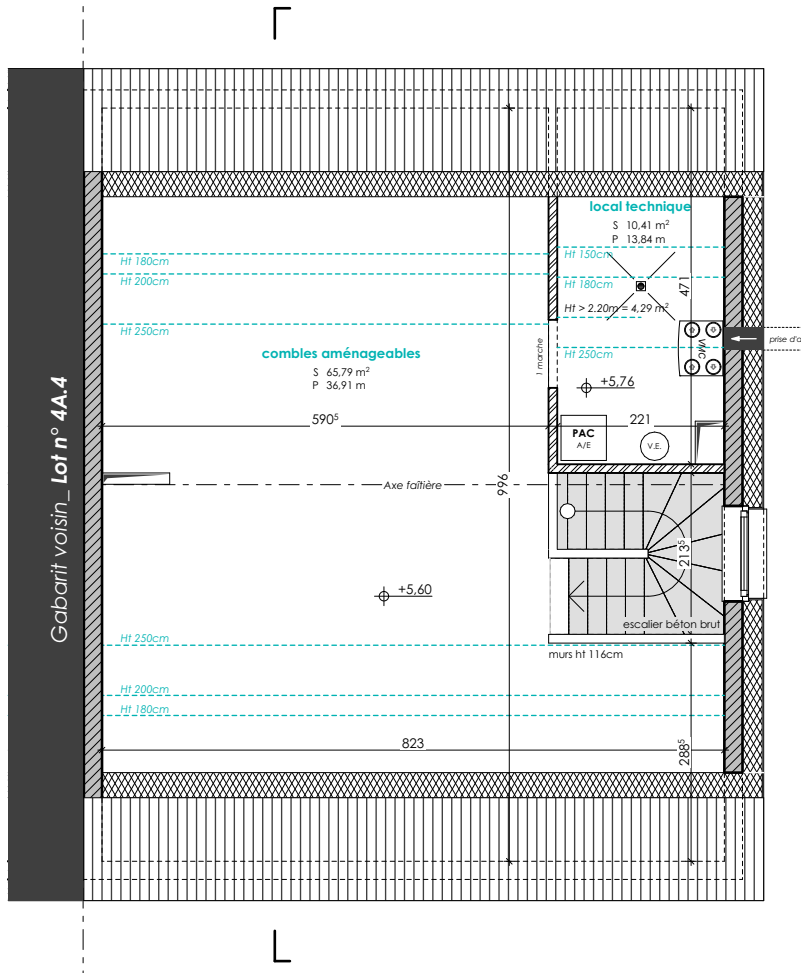 local technique
S 10,41 m²
P 13,84 m
Ht 180cm
Ht 200cm
Ht 250cm
Ht 150cm
Ht 180cm
471
Ht > 2.20m = 4,29 m²
Ht 250cm
VMC
prise d'a
combles aménageables
S 65,79 m²
P 36,91 m
1 marche
+5,76
590⁵
221
PAC
A/E
V.E.
Gabarit voisin_ Lot n° 4A.4
Axe faîtière
996
213⁵
+5,60
escalier béton brut
Ht 250cm
murs ht 116cm
Ht 200cm
Ht 180cm
823
288⁵